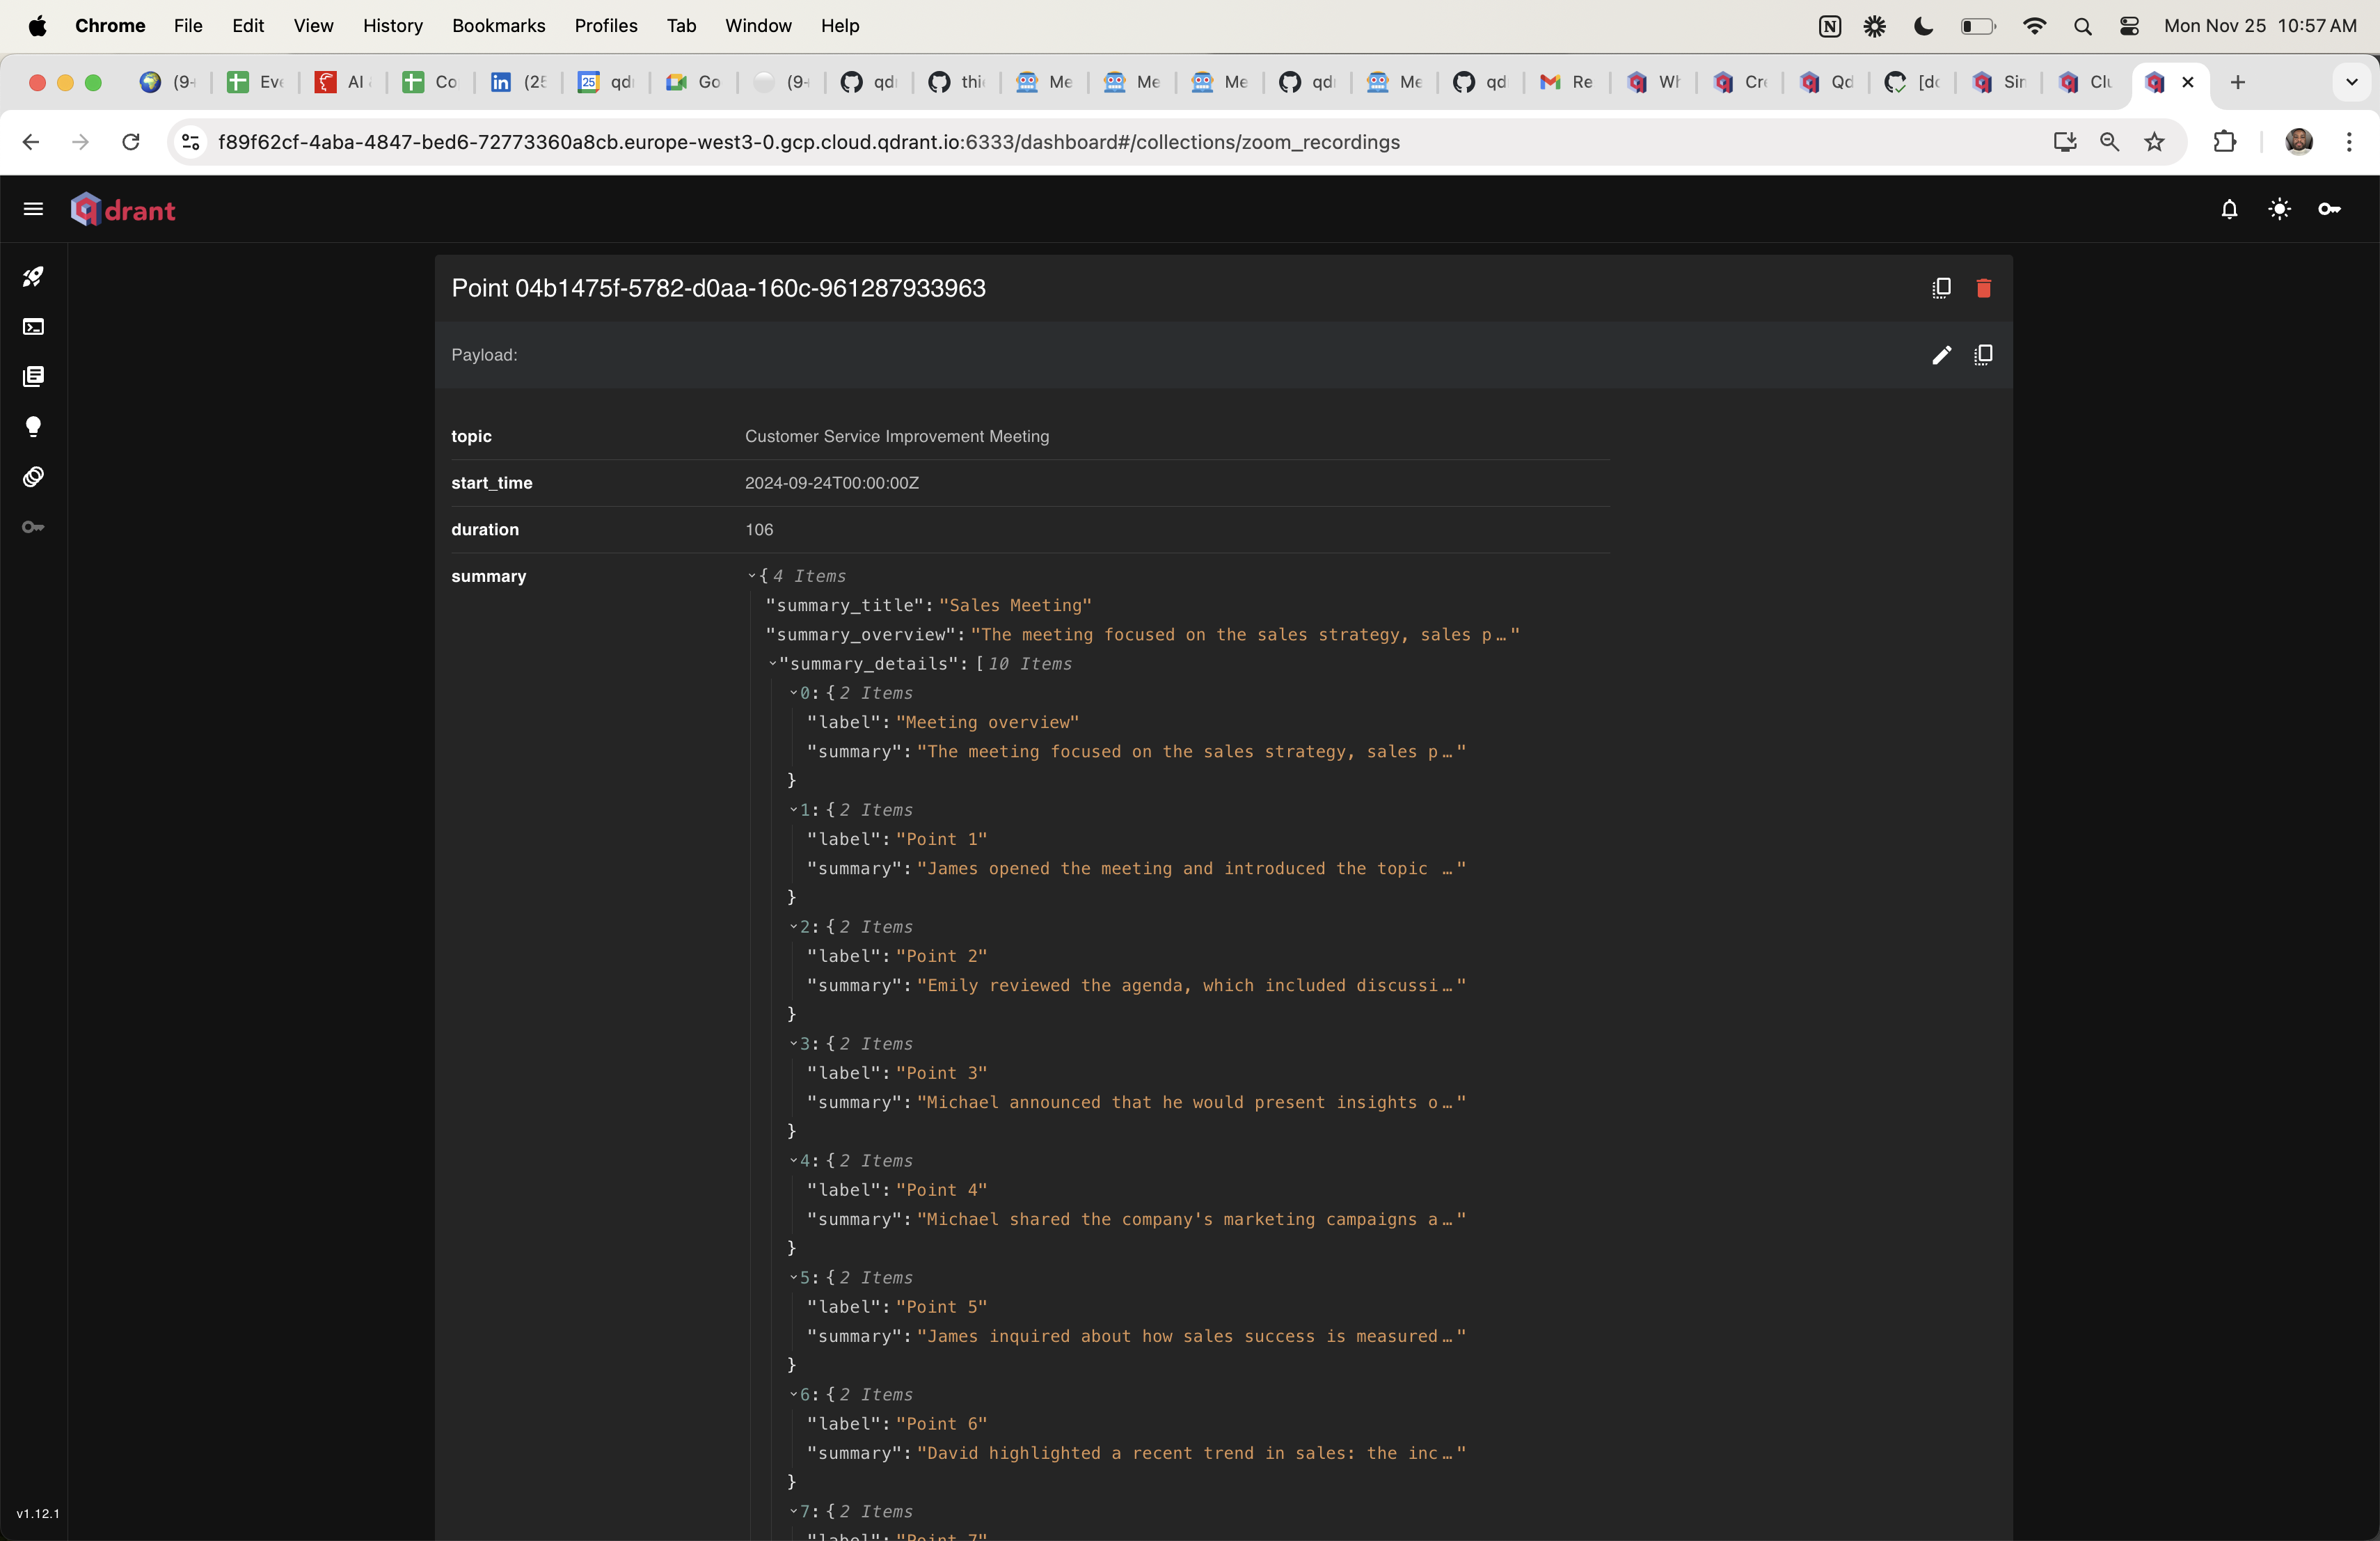 Chrome File Edit View History Bookmarks Profiles Tab Window Help Mon Nov 25 10:57 AM
(9- Eve AI Co (25 qd Go (9- qd thi Me Me Me qd Me qd Re Wh Cre Qd [do Sin Clu
f89f62cf-4aba-4847-bed6-72773360a8cb.europe-west3-0.gcp.cloud.qdrant.io:6333/dashboard#/collections/zoom_recordings
qdrant
Point 04b1475f-5782-d0aa-160c-961287933963
Payload:
topic Customer Service Improvement Meeting
start_time 2024-09-24T00:00:00Z
duration 106
summary { 4 Items
"summary_title": "Sales Meeting"
"summary_overview": "The meeting focused on the sales strategy, sales p…"
"summary_details": [ 10 Items
0: { 2 Items
"label": "Meeting overview"
"summary": "The meeting focused on the sales strategy, sales p…"
}
1: { 2 Items
"label": "Point 1"
"summary": "James opened the meeting and introduced the topic …"
}
2: { 2 Items
"label": "Point 2"
"summary": "Emily reviewed the agenda, which included discussi…"
}
3: { 2 Items
"label": "Point 3"
"summary": "Michael announced that he would present insights o…"
}
4: { 2 Items
"label": "Point 4"
"summary": "Michael shared the company's marketing campaigns a…"
}
5: { 2 Items
"label": "Point 5"
"summary": "James inquired about how sales success is measured…"
}
6: { 2 Items
"label": "Point 6"
"summary": "David highlighted a recent trend in sales: the inc…"
}
7: { 2 Items
"label": "Point 7"
v1.12.1